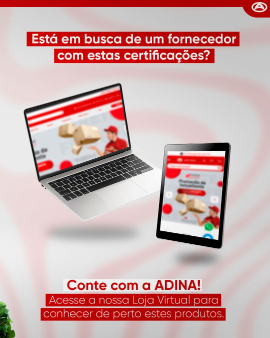 Está em busca de um fornecedor
com estas certificações?
Conte com a ADINA!
Acesse a nossa Loja Virtual para
conhecer de perto estes produtos.